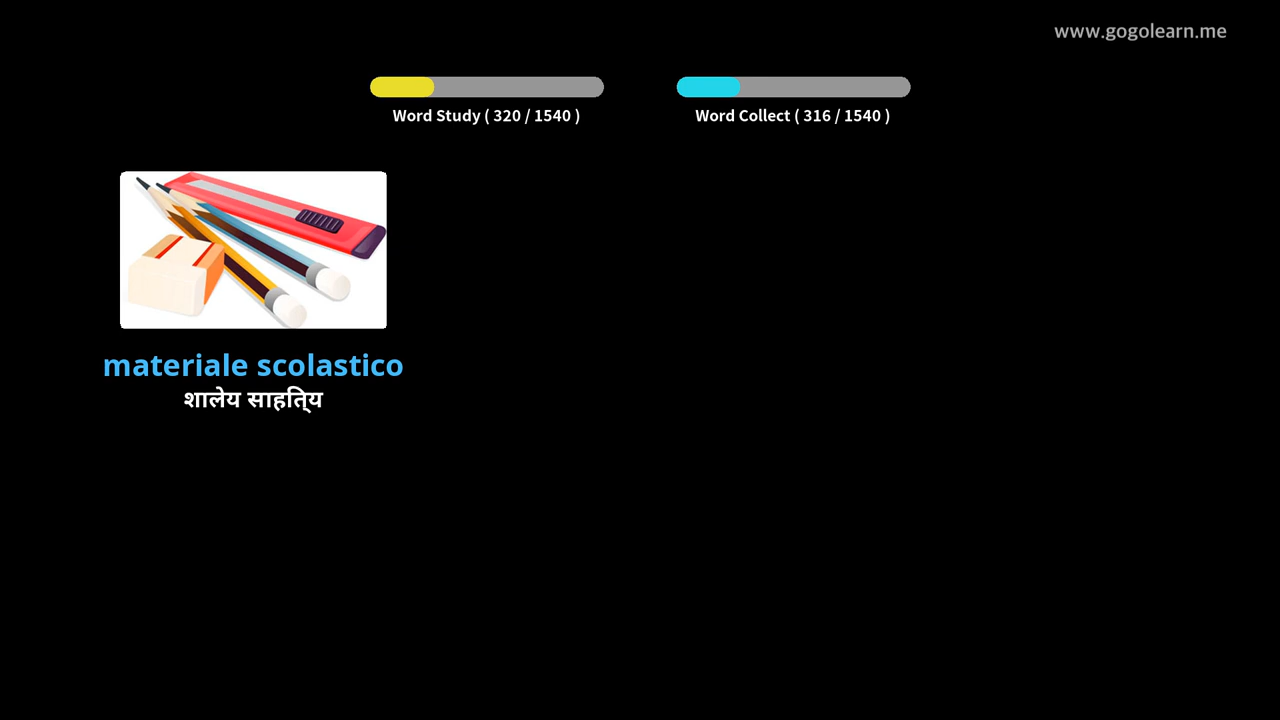 www.gogolearn.me
Word Study ( 320 / 1540 )
Word Collect ( 316 / 1540 )
materiale scolastico
शालेय साहित्य